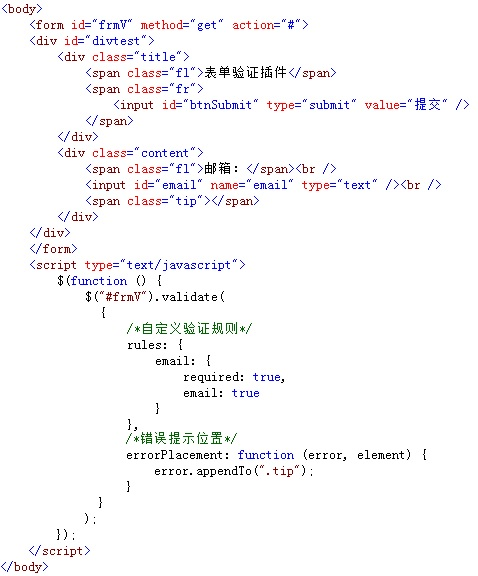 <body>
    <form id="frmV" method="get" action="#">
    <div id="divtest">
        <div class="title">
            <span class="fl">表单验证插件</span>
            <span class="fr">
                <input id="btnSubmit" type="submit" value="提交" />
            </span>
        </div>
        <div class="content">
            <span class="fl">邮箱：</span><br />
            <input id="email" name="email" type="text" /><br />
            <span class="tip"></span>
        </div>
    </div>
    </form>
    <script type="text/javascript">
        $(function () {
            $("#frmV").validate(
              {
                  /*自定义验证规则*/
                  rules: {
                      email: {
                          required: true,
                          email: true
                      }
                  },
                  /*错误提示位置*/
                  errorPlacement: function (error, element) {
                      error.appendTo(".tip");
                  }
              }
            );
        });
    </script>
</body>